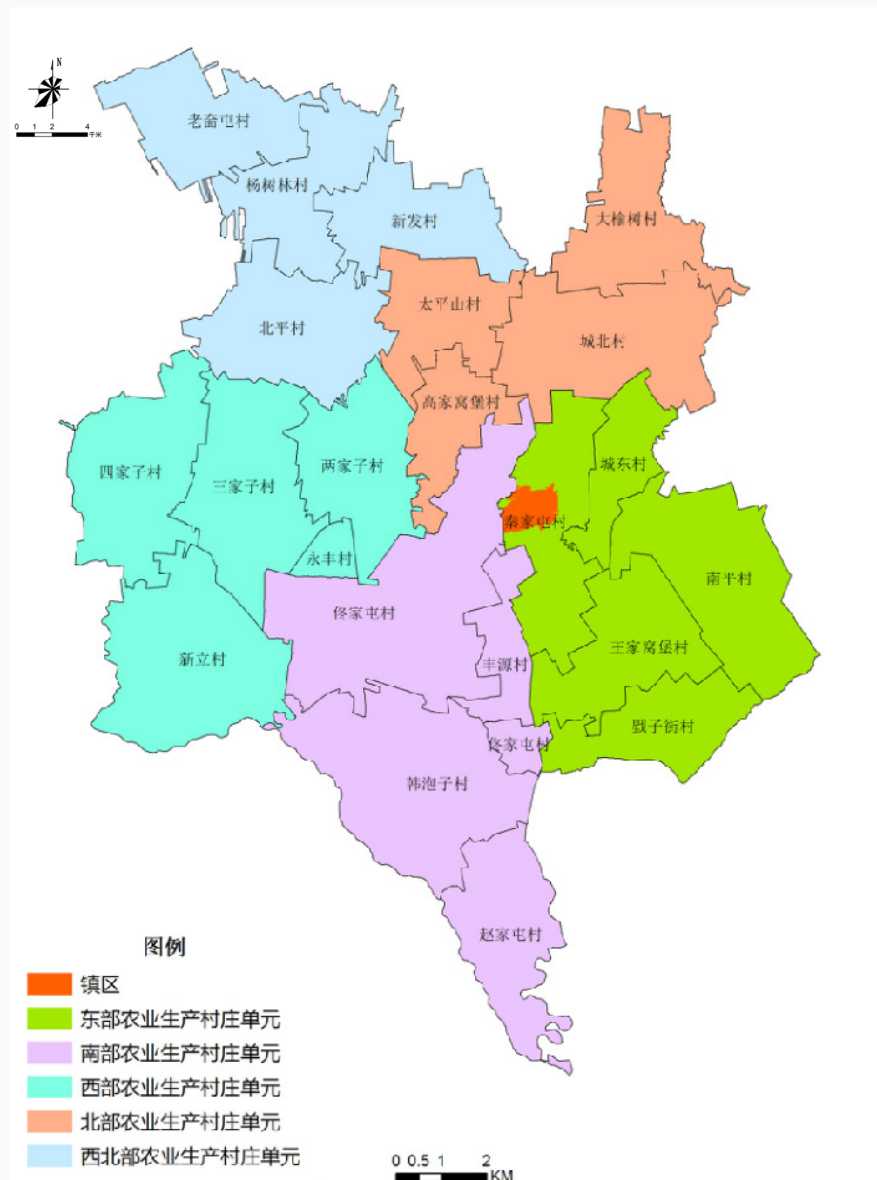 N
0 1 2 4
千米
老奤屯村
杨树林村
新发村
大榆树村
太平山村
北平村
城北村
高家窝堡村
四家子村
三家子村
两家子村
城东村
秦家屯村
永丰村
南平村
佟家屯村
新立村
丰源村
王家窝堡村
戥子街村
佟家屯村
韩泡子村
赵家屯村
图例
镇区
东部农业生产村庄单元
南部农业生产村庄单元
西部农业生产村庄单元
北部农业生产村庄单元
西北部农业生产村庄单元
0 0.5 1 2
KM